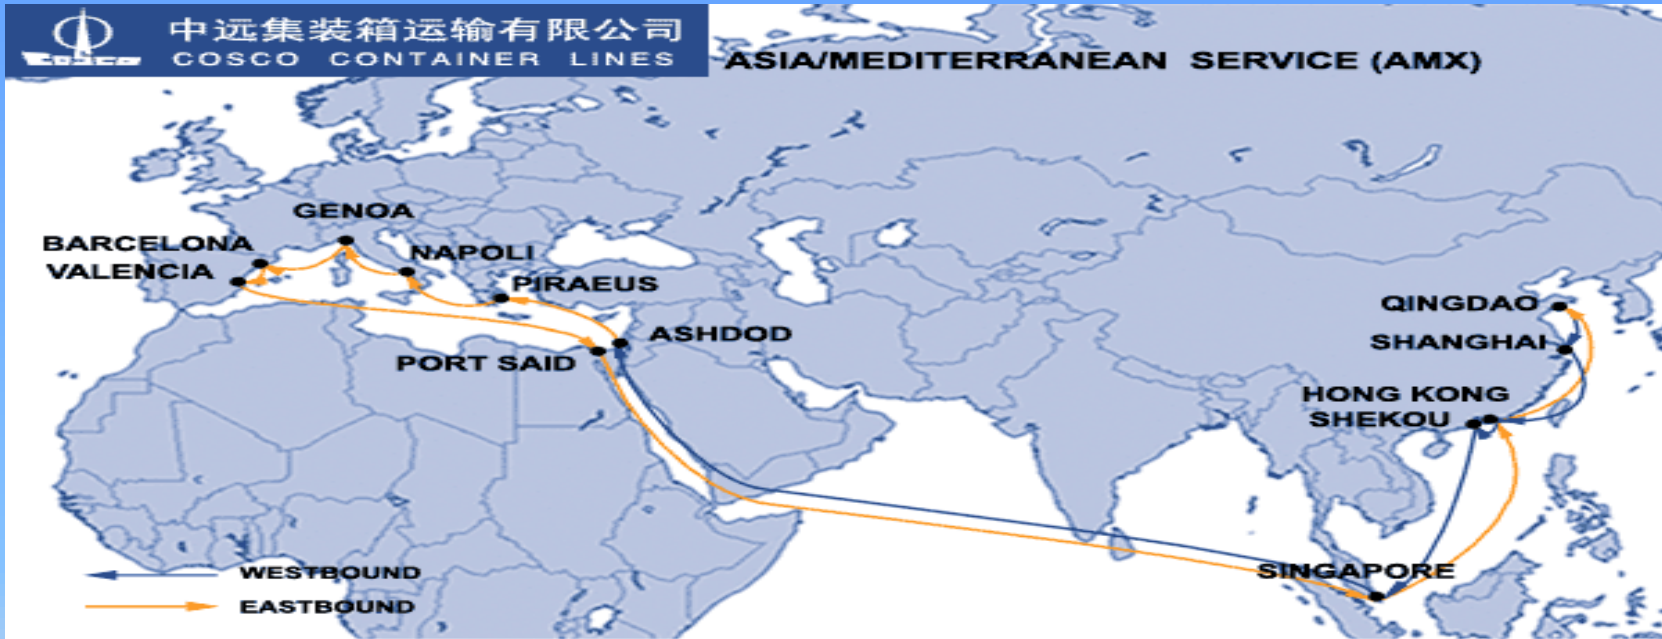 中远集装箱运输有限公司
COSCO CONTAINER LINES
COSCO
ASIA/MEDITERRANEAN SERVICE (AMX)
GENOA
BARCELONA
NAPOLI
VALENCIA
PIRAEUS
QINGDAO
ASHDOD
SHANGHAI
PORT SAID
HONG KONG
SHEKOU
SINGAPORE
WESTBOUND
EASTBOUND